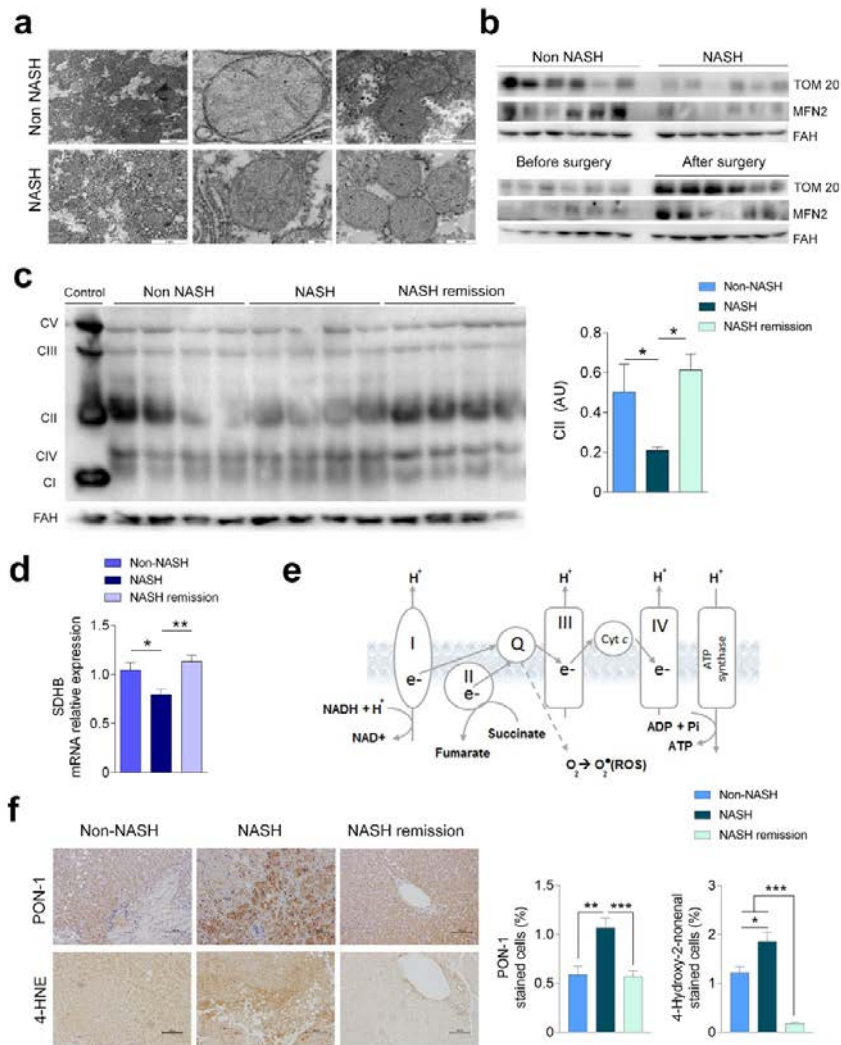 a
Non NASH
NASH
b
Non NASH NASH
TOM 20
MFN2
FAH
Before surgery After surgery
TOM 20
MFN2
FAH
c
Control Non NASH NASH NASH remission
CV
CIII
CII
CIV
CI
FAH
Non-NASH
NASH
NASH remission
* *
CII (AU)
0.8
0.6
0.4
0.2
0
d
Non-NASH
NASH
NASH remission
* **
SDHB
mRNA relative expression
1.5
1.0
0.5
0.0
e
H+ H+ H+ H+
I Q III Cyt c IV ATP synthase
II
e- e- e- e-
NADH + H+
NAD+
Succinate
Fumarate
ADP + Pi
ATP
O2 → O2•(ROS)
f
Non-NASH NASH NASH remission
PON-1
4-HNE
Non-NASH
NASH
NASH remission
** ***
PON-1
stained cells (%)
1.5
1.0
0.5
0.0
***
*
4-Hydroxy-2-nonenal
stained cells (%)
3
2
1
0